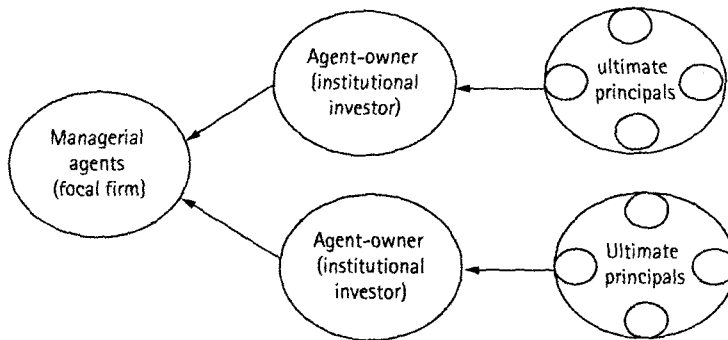 Agent-owner
(institutional
investor)
ultimate
principals
Managerial
agents
(focal firm)
Agent-owner
(institutional
investor)
Ultimate
principals